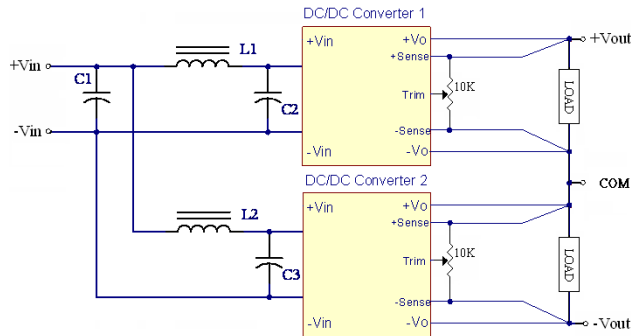 DC/DC Converter 1
+Vin
L1
C1
C2
-Vin
+Vin
-Vin
+Vo
+Sense
Trim
10K
-Sense
-Vo
LOAD
+Vout
COM
DC/DC Converter 2
L2
C3
+Vin
-Vin
+Vo
+Sense
Trim
10K
-Sense
-Vo
LOAD
-Vout